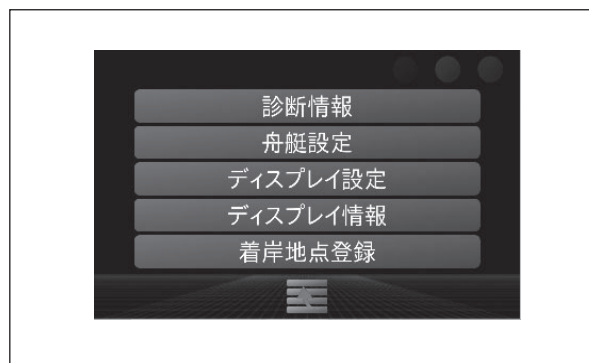 診断情報
舟艇設定
ディスプレイ設定
ディスプレイ情報
着岸地点登録